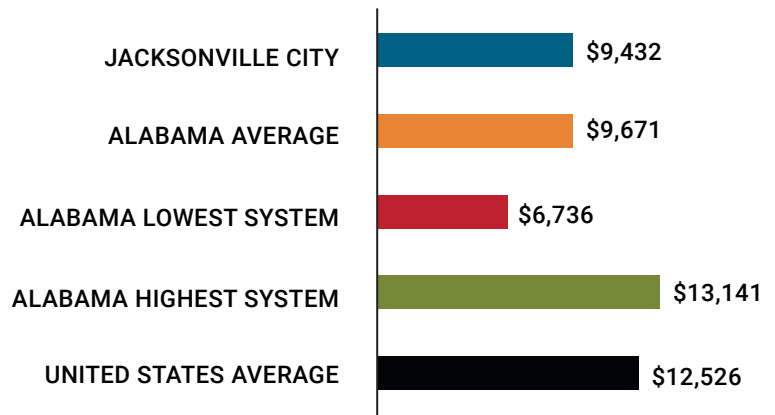 JACKSONVILLE CITY $9,432
ALABAMA AVERAGE $9,671
ALABAMA LOWEST SYSTEM $6,736
ALABAMA HIGHEST SYSTEM $13,141
UNITED STATES AVERAGE $12,526